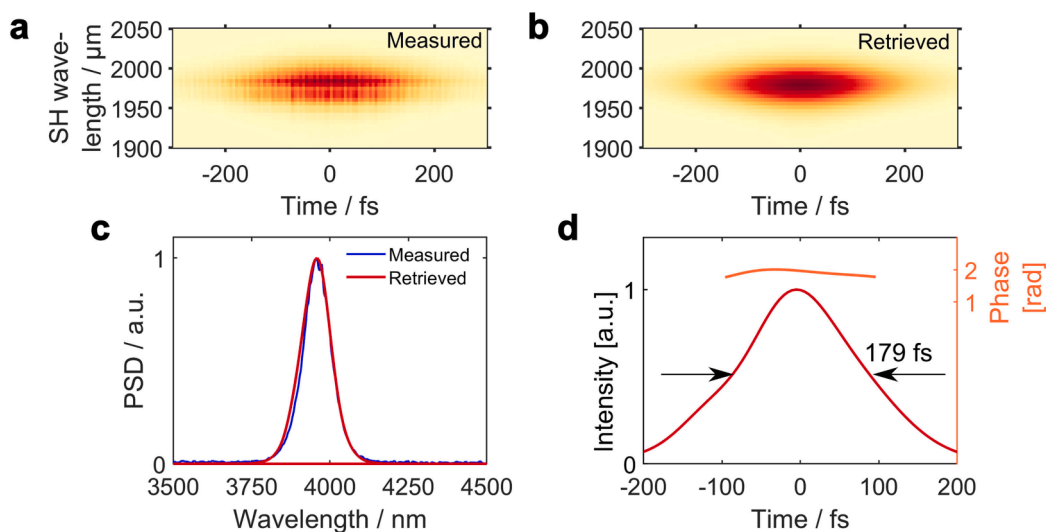 a
Measured
SH wave-
length / µm
2050
2000
1950
1900
-200
0
200
Time / fs
b
Retrieved
2050
2000
1950
1900
-200
0
200
Time / fs
c
Measured
Retrieved
PSD / a.u.
1
0
3500
3750
4000
4250
4500
Wavelength / nm
d
Intensity [a.u.]
1
0
179 fs
2
1
Phase
[rad]
-200
-100
0
100
200
Time / fs